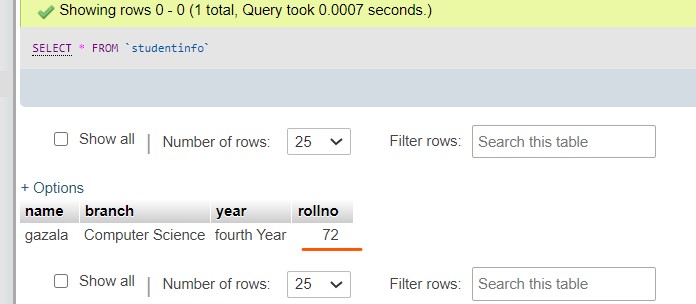 Showing rows 0 - 0 (1 total, Query took 0.0007 seconds.)
SELECT * FROM `studentinfo`
Show all | Number of rows: 25 Filter rows: Search this table
+ Options
name branch year rollno
gazala Computer Science fourth Year 72
Show all | Number of rows: 25 Filter rows: Search this table